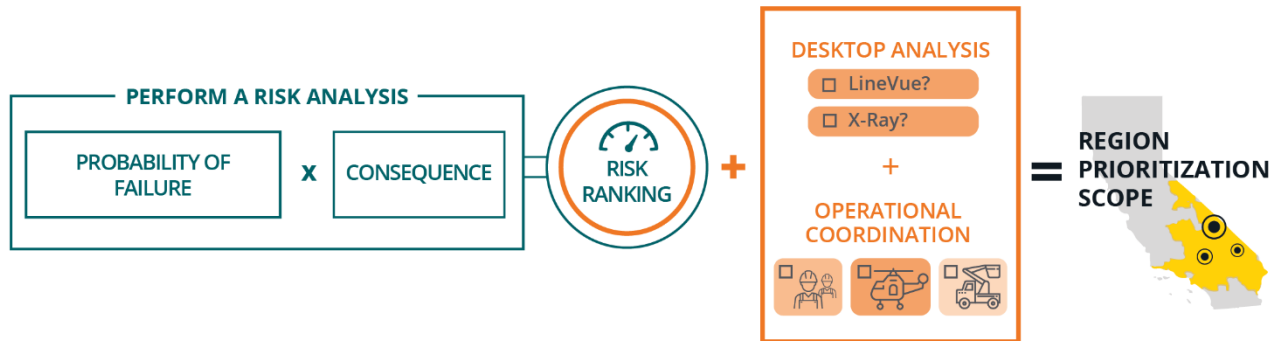 PERFORM A RISK ANALYSIS
PROBABILITY OF
FAILURE
x
CONSEQUENCE
RISK
RANKING
+
DESKTOP ANALYSIS
LineVue?
X-Ray?
+
OPERATIONAL
COORDINATION
=
REGION
PRIORITIZATION
SCOPE